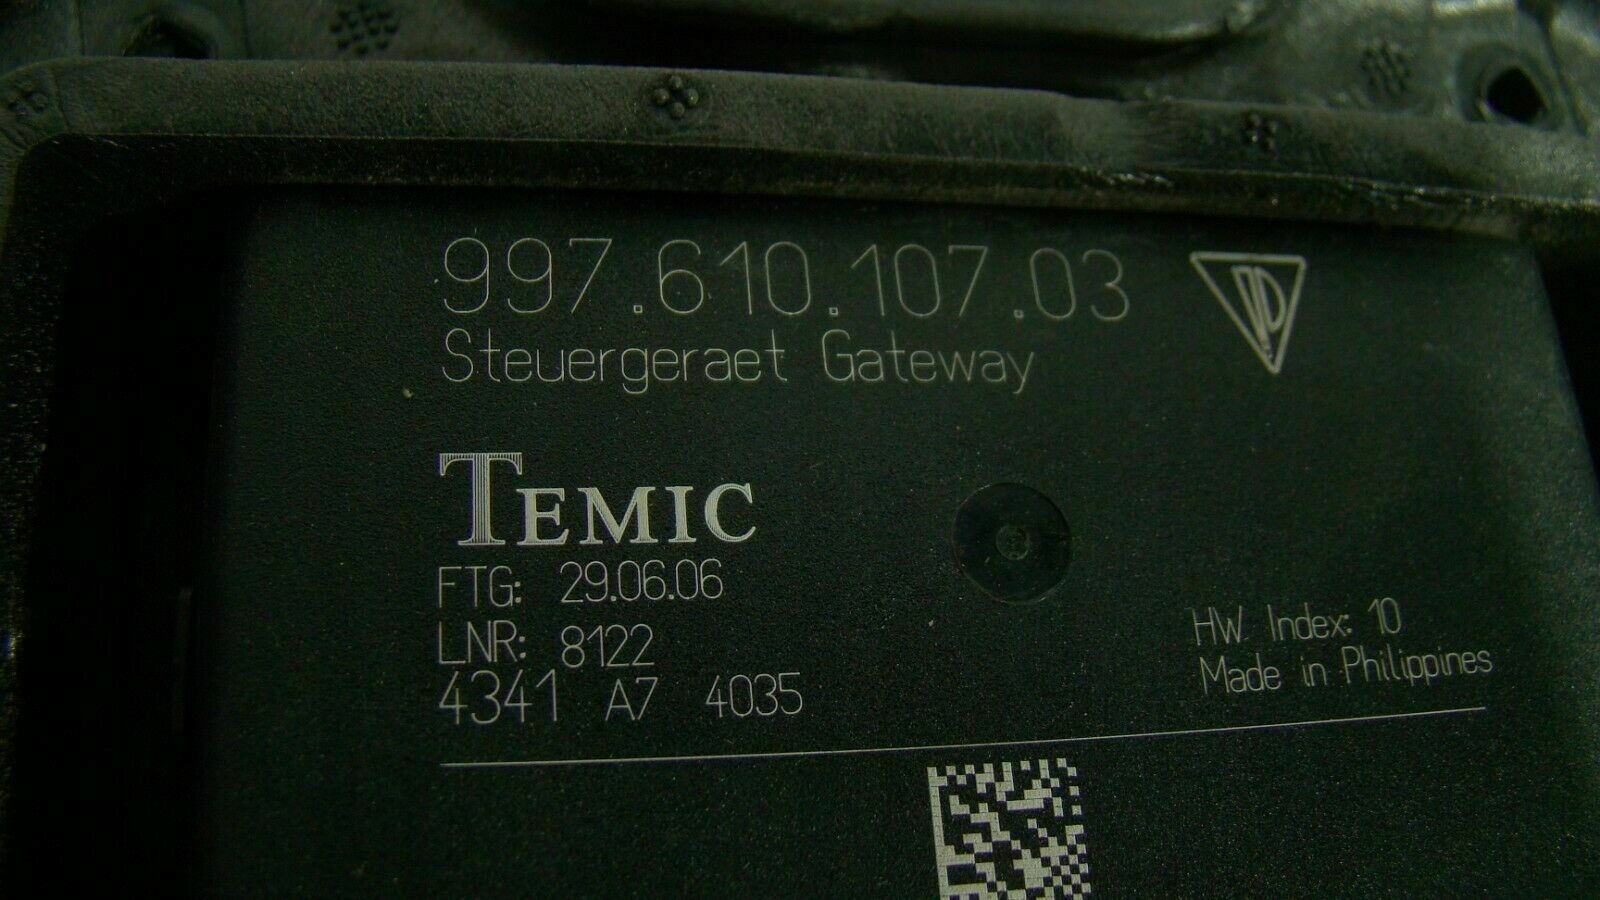 997.610.107.03
Steuergeraet Gateway
TEMIC
FTG: 29.06.06
LNR: 8122
4341 A7 4035
HW Index: 10
Made in Philippines